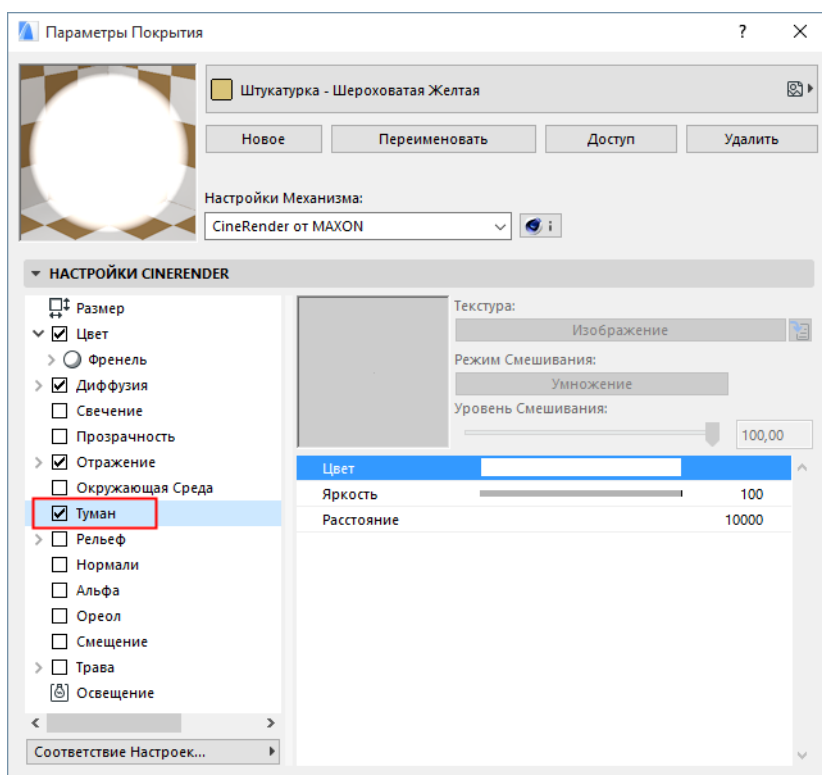 Параметры Покрытия ?
Штукатурка - Шероховатая Желтая
Новое Переименовать Доступ Удалить
Настройки Механизма:
CineRender от MAXON i
НАСТРОЙКИ CINERENDER
Размер
Цвет
Френель
Диффузия
Свечение
Прозрачность
Отражение
Окружающая Среда
Туман
Рельеф
Нормали
Альфа
Ореол
Смещение
Трава
Освещение
Соответствие Настроек...
Текстура:
Изображение
Режим Смешивания:
Умножение
Уровень Смешивания:
100,00
Цвет
Яркость 100
Расстояние 10000